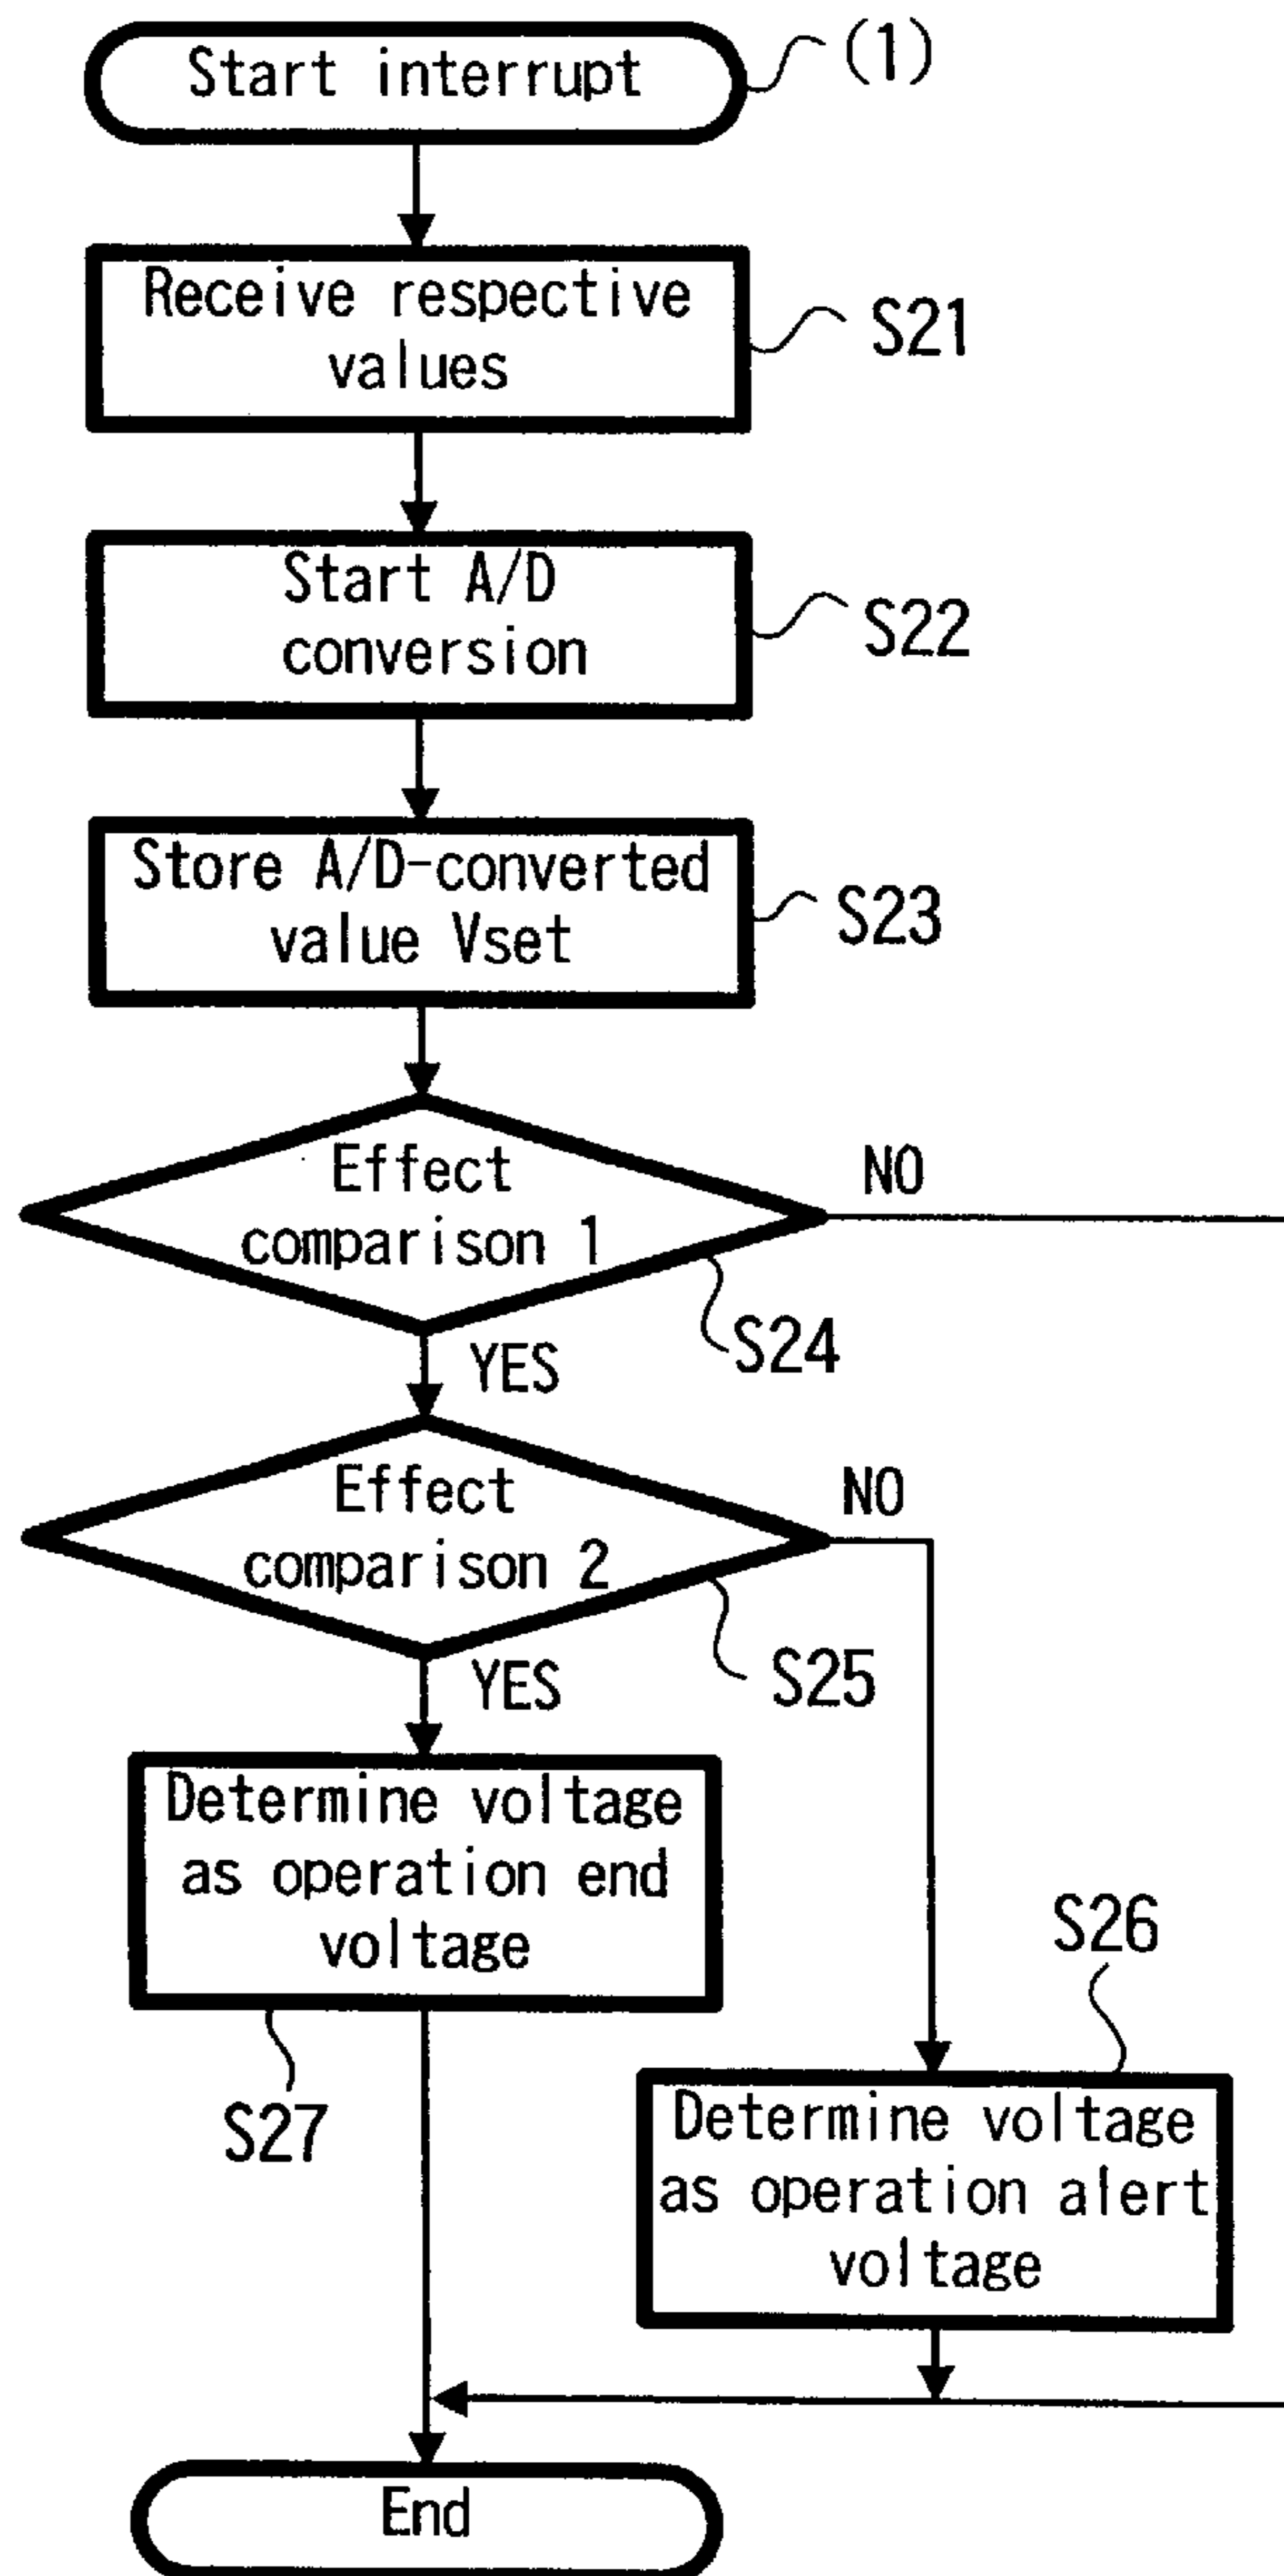 Start interrupt
(1)
Receive respective
values
S21
Start A/D
conversion
S22
Store A/D-converted
value Vset
S23
Effect
comparison 1
NO
S24
YES
Effect
comparison 2
NO
S25
YES
Determine voltage
as operation end
voltage
S27
S26
Determine voltage
as operation alert
voltage
End